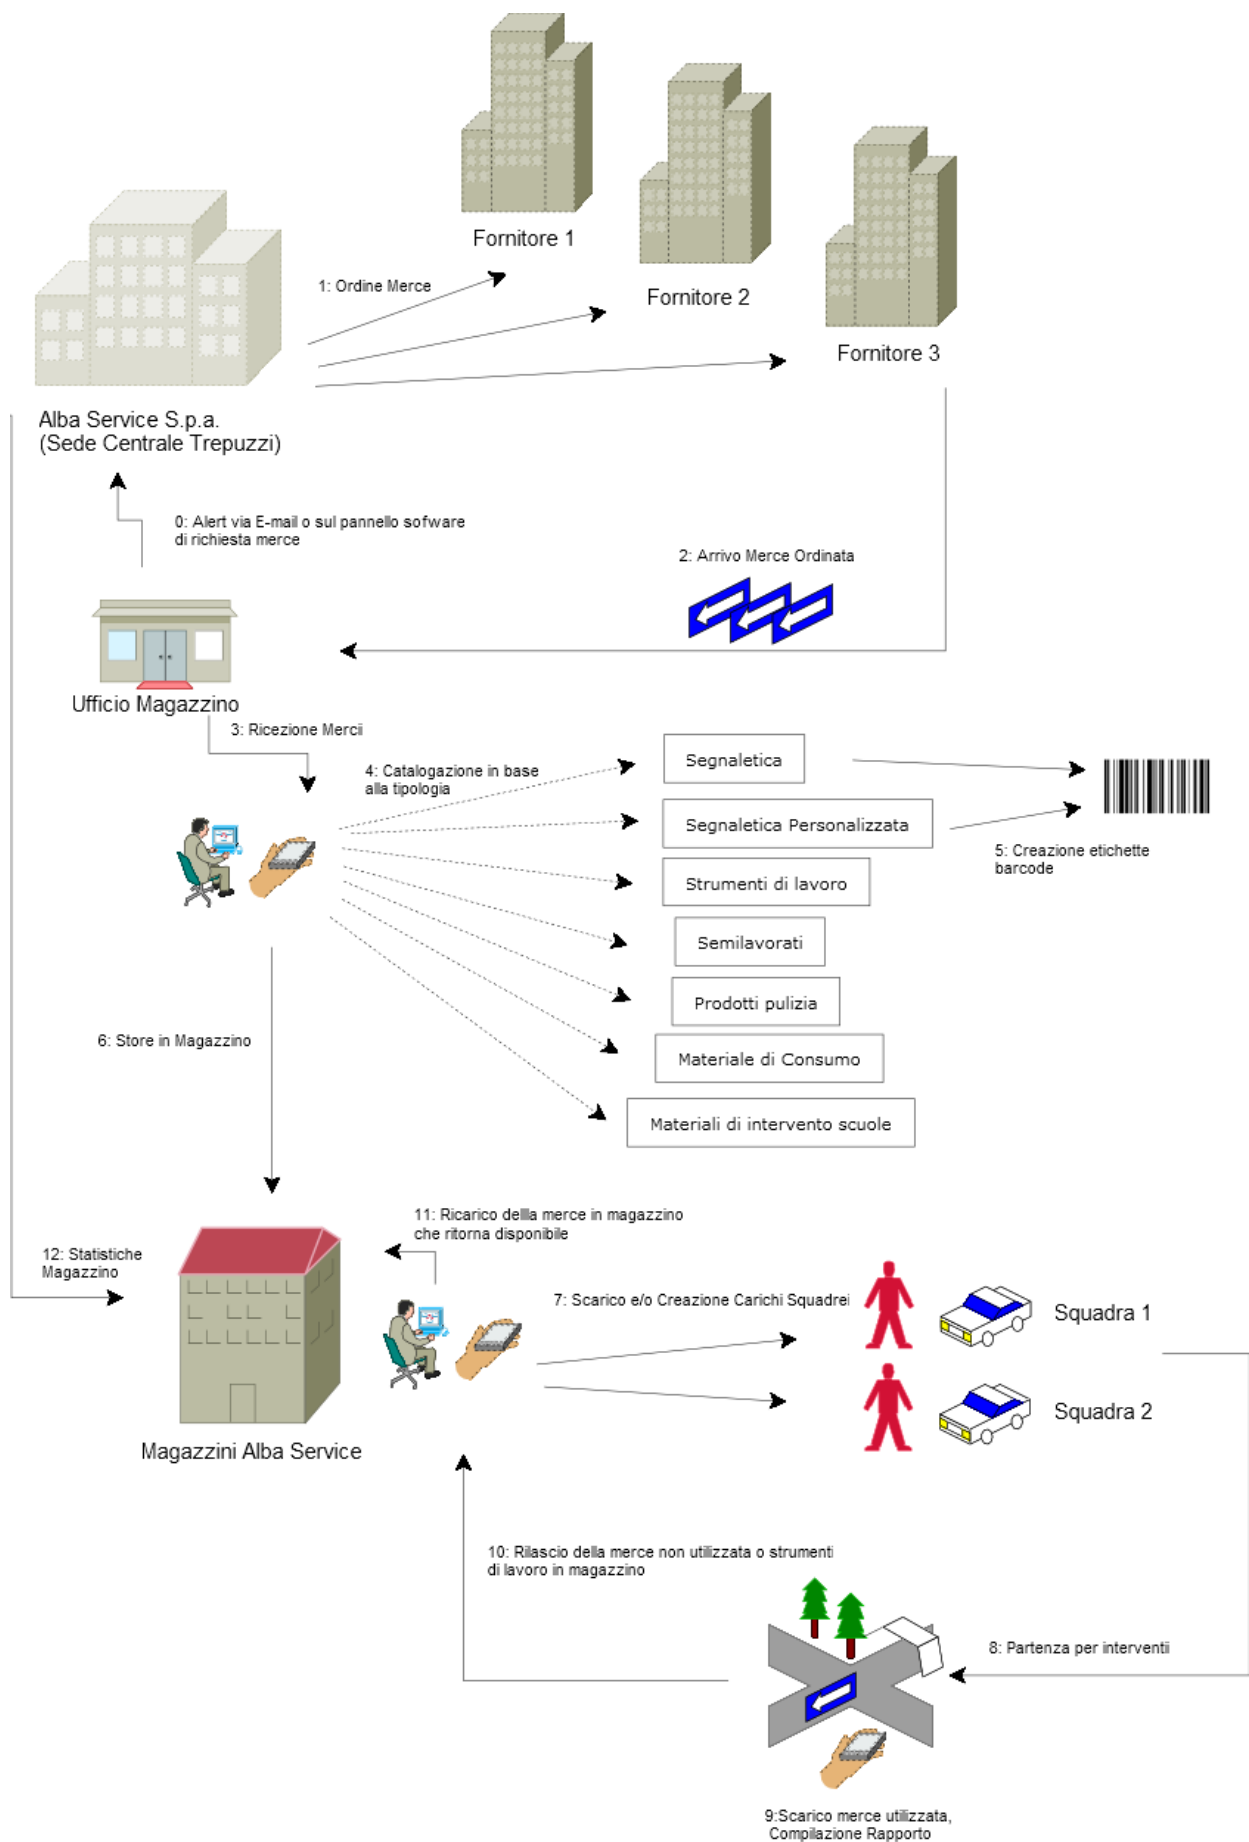 Fornitore 1
Fornitore 2
Fornitore 3
1: Ordine Merce
Alba Service S.p.a.
(Sede Centrale Trepuzzi)
0: Alert via E-mail o sul pannello sofware
di richiesta merce
2: Arrivo Merce Ordinata
Ufficio Magazzino
3: Ricezione Mercii
4: Catalogazione in base
alla tipologia
Segnaletica
Segnaletica Personalizzata
Strumenti di lavoro
Semilavorati
Prodotti pulizia
Materiale di Consumo
Materiali di intervento scuole
5: Creazione etichette
barcode
6: Store in Magazzino
11: Ricarico dellla merce in magazzino
che ritorna disponibile
12: Statistiche
Magazzino
7: Scarico e/o Creazione Carichi Squadrei
Squadra 1
Squadra 2
Magazzini Alba Service
10: Rilascio della merce non utilizzata o strumenti
di lavoro in magazzino
8: Partenza per interventii
9:Scarico merce utilizzata,
Compilazione Rapporto